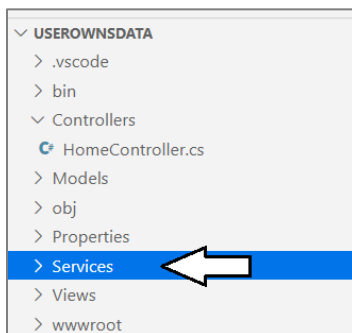 USEROWNSDATA
.vscode
bin
Controllers
C# HomeController.cs
Models
obj
Properties
Services
Views
wwwroot